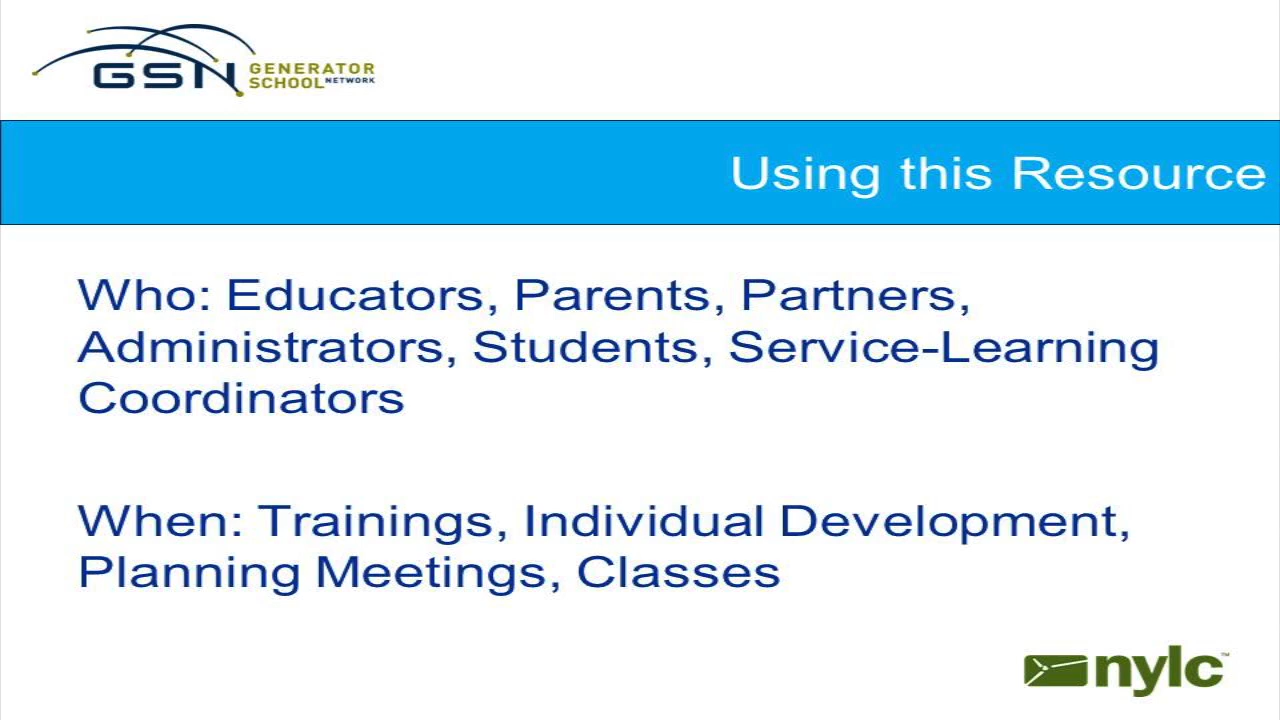 GSN GENERATOR
SCHOOL NETWORK
Using this Resource
Who: Educators, Parents, Partners,
Administrators, Students, Service-Learning
Coordinators
When: Trainings, Individual Development,
Planning Meetings, Classes
nylc™